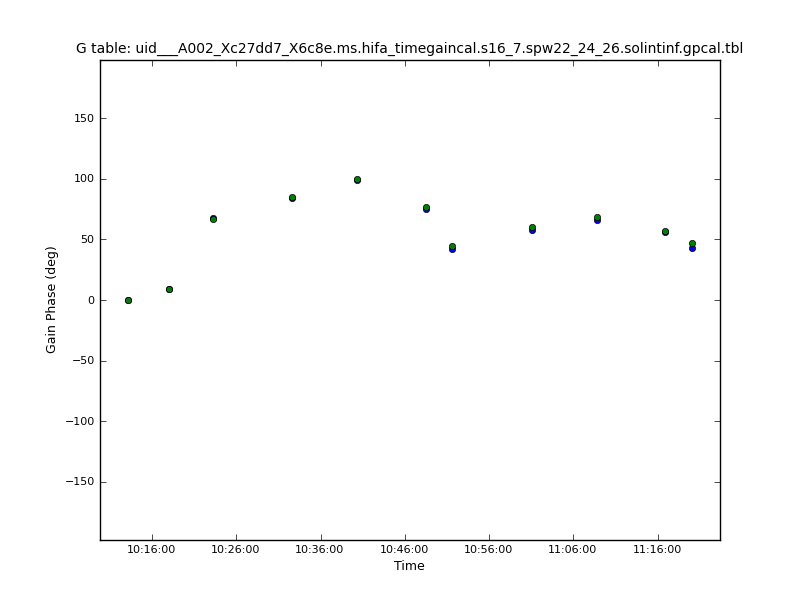 G table: uid___A002_Xc27dd7_X6c8e.ms.hifa_timegaincal.s16_7.spw22_24_26.solintinf.gpcal.tbl
150
100
50
0
−50
−100
−150
Gain Phase (deg)
10:16:00 10:26:00 10:36:00 10:46:00 10:56:00 11:06:00 11:16:00
Time